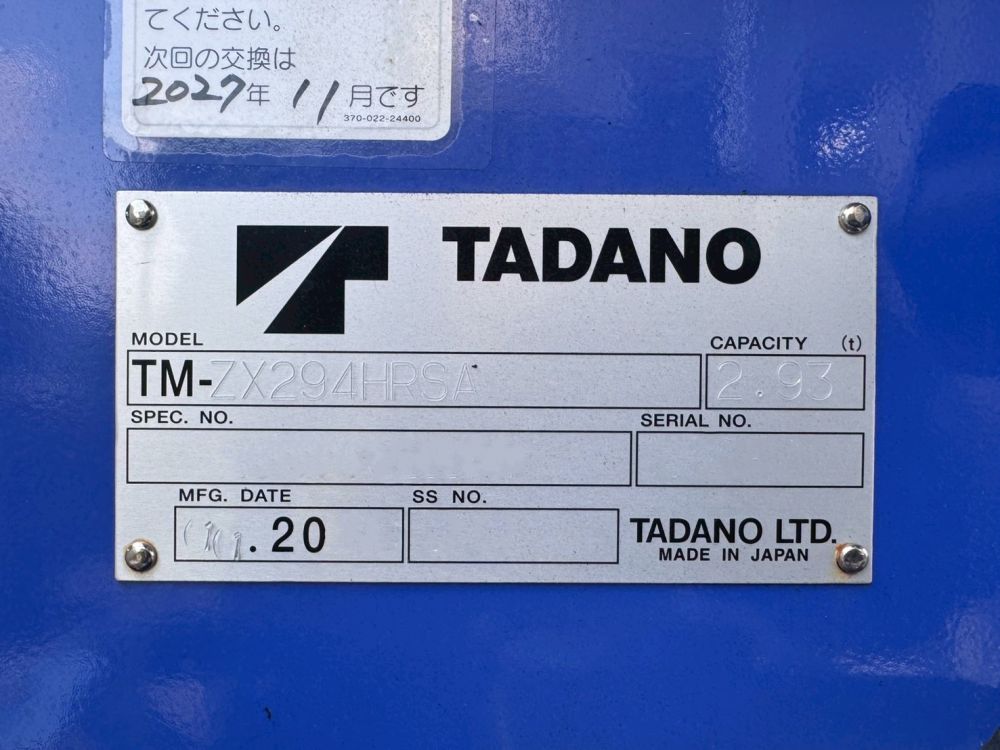 てください。
次回の交換は
2027年 11月です
370-022-24400
TADANO
MODEL
CAPACITY (t)
TM-ZX294HRSA
2.93
SPEC. NO.
SERIAL NO.
MFG. DATE
SS NO.
.20
TADANO LTD.
MADE IN JAPAN